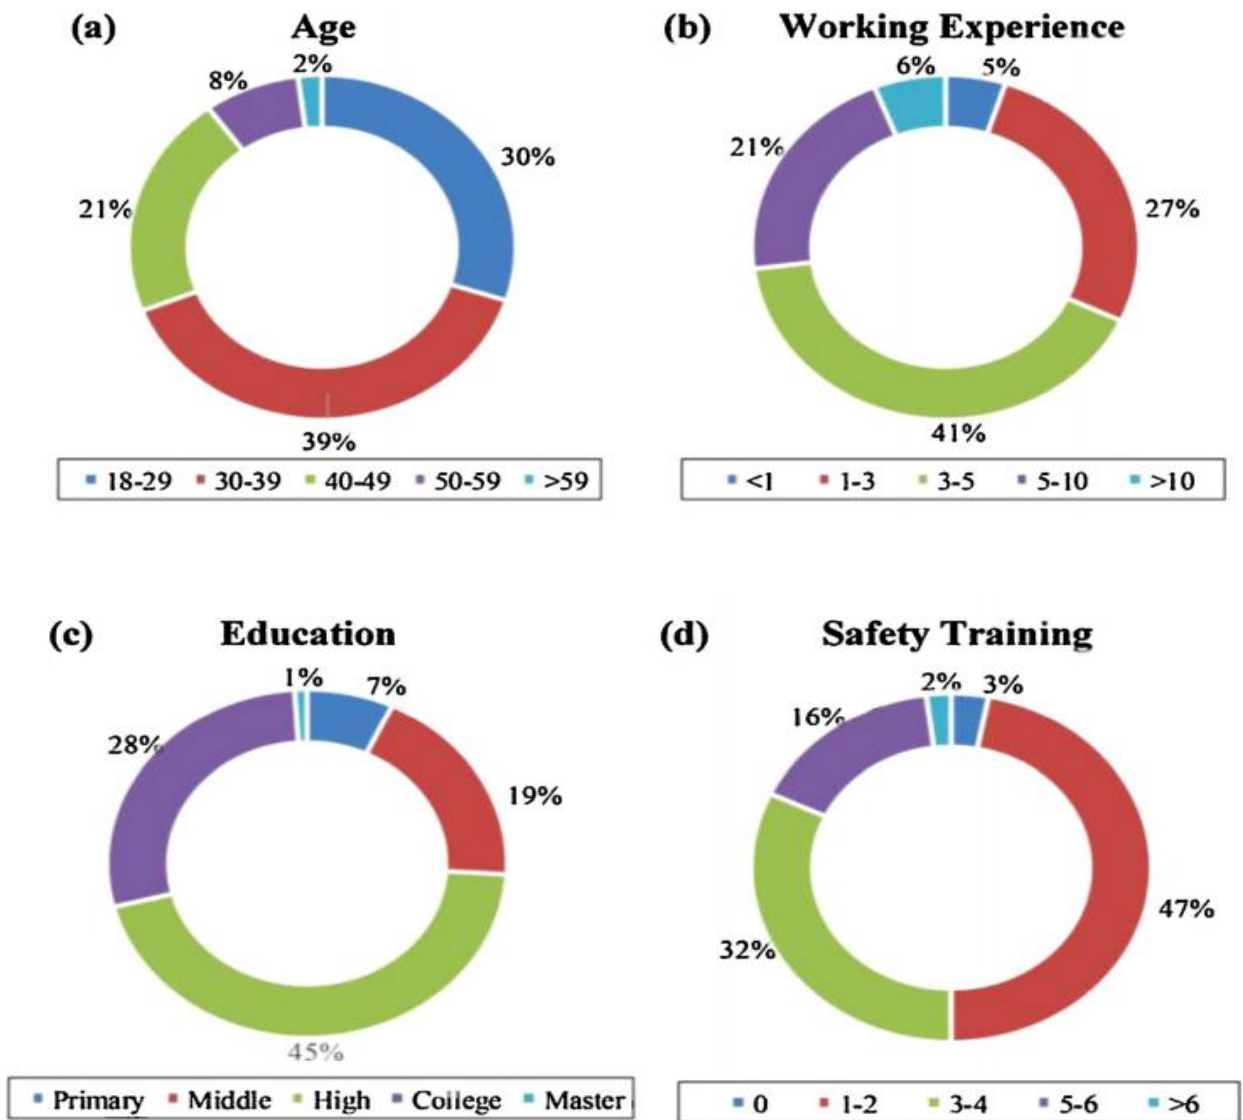 (a) Age
2%
8%
30%
21%
39%
18-29 30-39 40-49 50-59 >59
(b) Working Experience
6% 5%
21%
27%
41%
<1 1-3 3-5 5-10 >10
(c) Education
1% 7%
28%
19%
45%
Primary Middle High College Master
(d) Safety Training
2% 3%
16%
47%
32%
0 1-2 3-4 5-6 >6